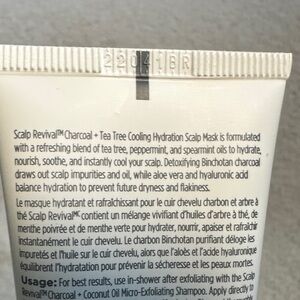 220418R
Scalp Revival™ Charcoal + Tea Tree Cooling Hydration Scalp Mask is formulated
with a refreshing blend of tea tree, peppermint, and spearmint oils to hydrate,
nourish, soothe, and instantly cool your scalp. Detoxifying Binchotan charcoal
draws out scalp impurities and oil, while aloe vera and hyaluronic acid
balance hydration to prevent future dryness and flakiness.
Le masque hydratant et rafraîchissant pour le cuir chevelu charbon et arbre à
thé Scalp Revivalᴹᶜ contient un mélange vivifiant d'huiles d'arbre à thé, de
menthe poivrée et de menthe verte pour hydrater, nourrir, apaiser et rafraîchir
instantanément le cuir chevelu. Le charbon Binchotan purifiant déloge les
impuretés et l'huile sur le cuir chevelu, alors que l'aloès et l'acide hyaluronique
équilibrent l'hydratation pour prévenir la sécheresse et les peaux mortes.
Usage: For best results, use in-shower after exfoliating with the Scalp
Revival™ Charcoal + Coconut Oil Micro-Exfoliating Shampoo. Apply directly to